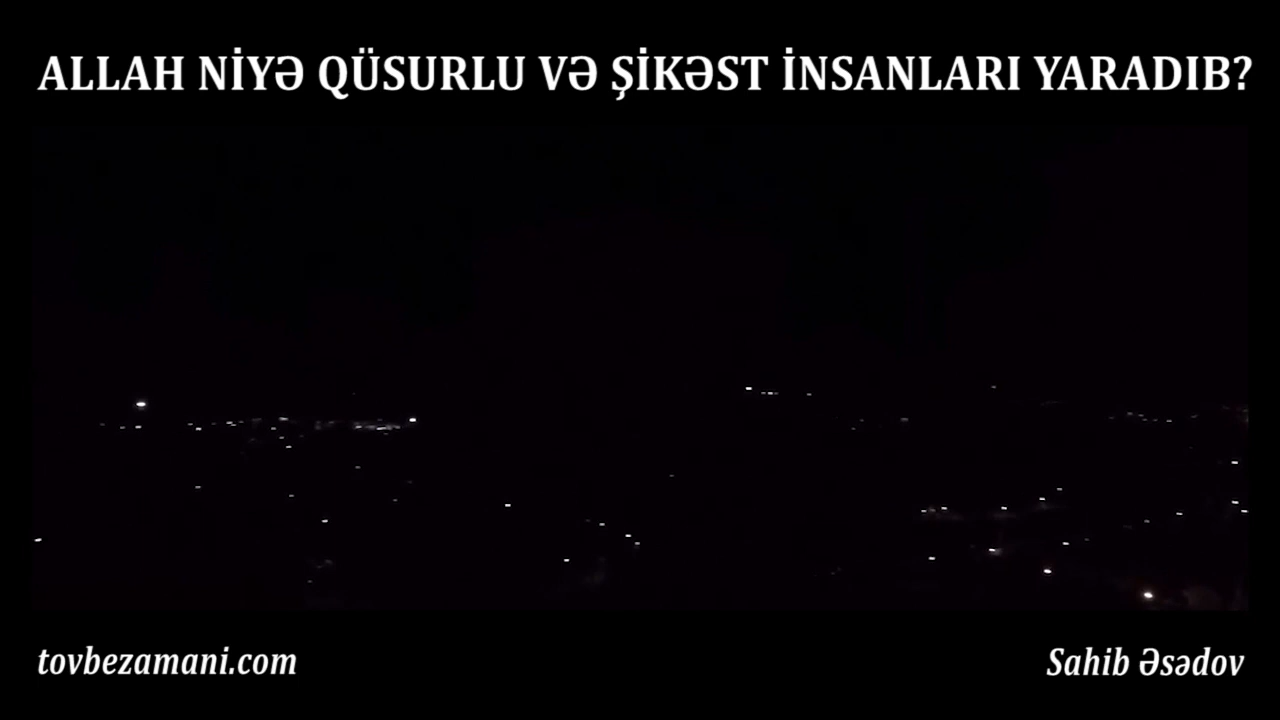 ALLAH NİYƏ QÜSURLU VƏ ŞİKƏST İNSANLARI YARADIB?
tovbezamani.com
Sahib Əsədov